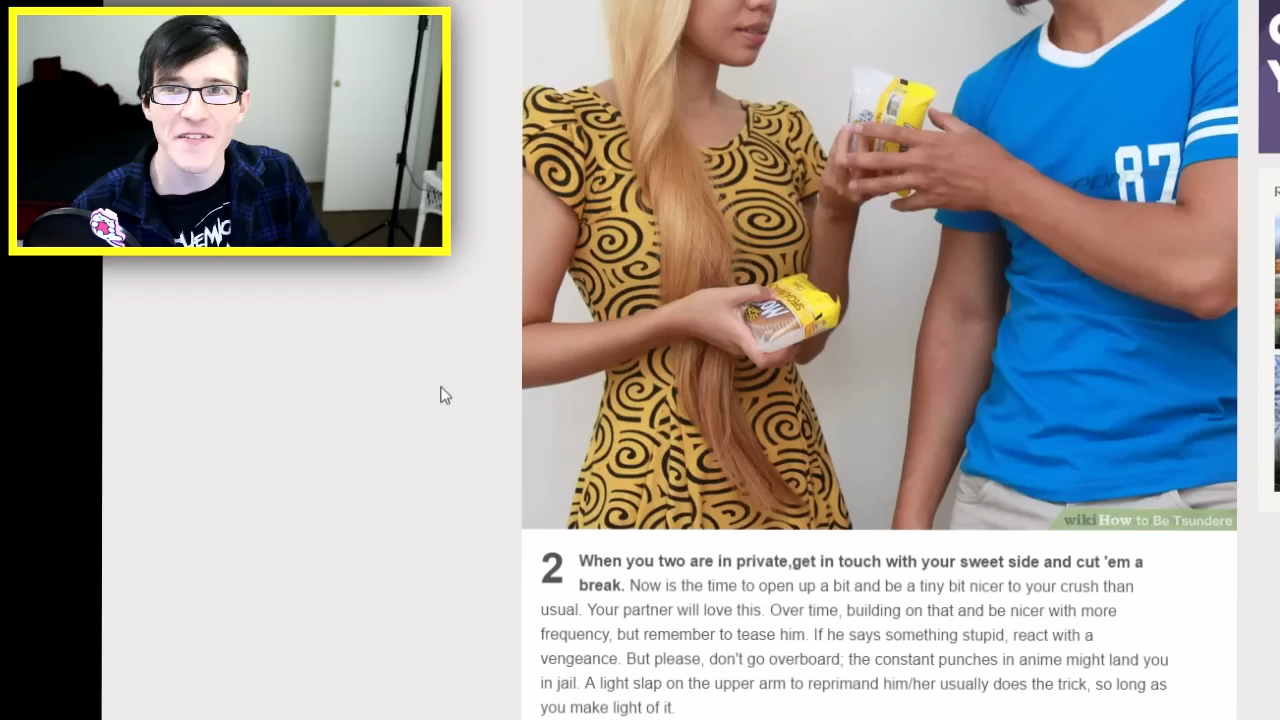 87
wikiHow to Be Tsundere
2
When you two are in private,get in touch with your sweet side and cut 'em a
break. Now is the time to open up a bit and be a tiny bit nicer to your crush than
usual. Your partner will love this. Over time, building on that and be nicer with more
frequency, but remember to tease him. If he says something stupid, react with a
vengeance. But please, don't go overboard; the constant punches in anime might land you
in jail. A light slap on the upper arm to reprimand him/her usually does the trick, so long as
you make light of it.